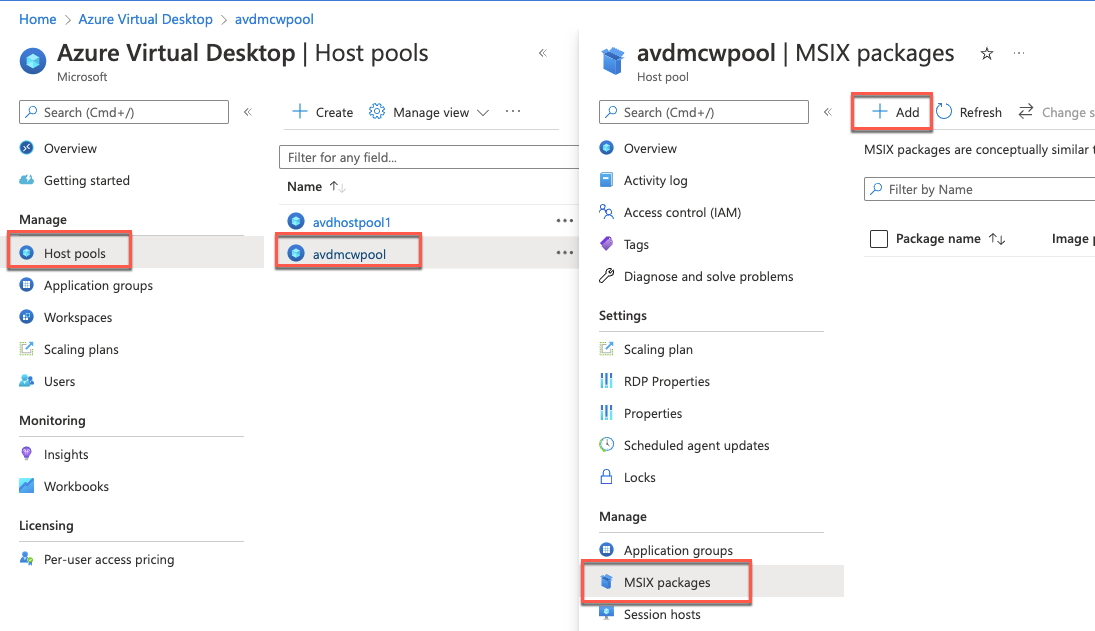 Home > Azure Virtual Desktop > avdmcwpool
Azure Virtual Desktop | Host pools
Microsoft
Search (Cmd+/)
Overview
Getting started
Manage
Host pools
Application groups
Workspaces
Scaling plans
Users
Monitoring
Insights
Workbooks
Licensing
Per-user access pricing
Create
Manage view
Filter for any field...
Name
avdhostpool1
avdmcwpool
avdmcwpool | MSIX packages
Host pool
Search (Cmd+/)
Overview
Activity log
Access control (IAM)
Tags
Diagnose and solve problems
Settings
Scaling plan
RDP Properties
Properties
Scheduled agent updates
Locks
Manage
Application groups
MSIX packages
Session hosts
Add
Refresh
Change s
MSIX packages are conceptually similar t
Filter by Name
Package name
Image p